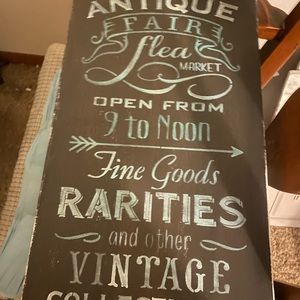 ANTIQUE
FAIR
flea
MARKET
OPEN FROM
9 to Noon
Fine Goods
RARITIES
and other
VINTAGE